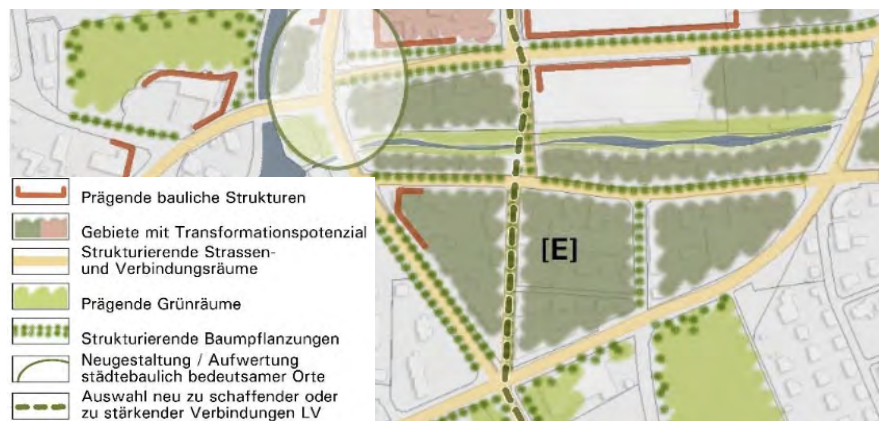 [E]
Prägende bauliche Strukturen
Gebiete mit Transformationspotenzial
Strukturierende Strassen-
und Verbindungsräume
Prägende Grünräume
Strukturierende Baumpflanzungen
Neugestaltung / Aufwertung
städtebaulich bedeutsamer Orte
Auswahl neu zu schaffender oder
zu stärkender Verbindungen LV